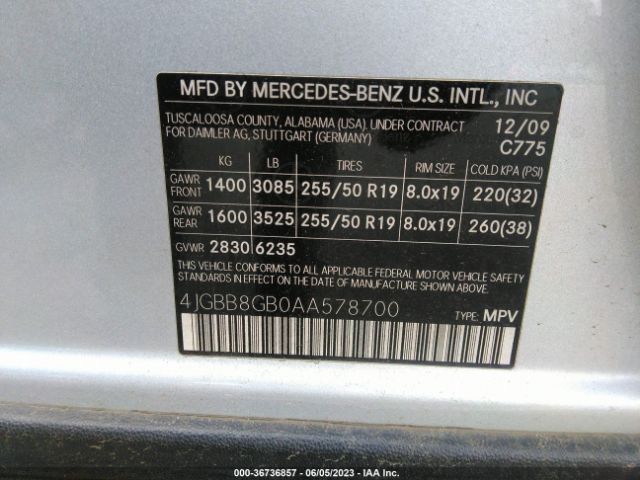 MFD BY MERCEDES-BENZ U.S. INTL., INC
TUSCALOOSA COUNTY, ALABAMA (USA). UNDER CONTRACT 12/09
FOR DAIMLER AG, STUTTGART (GERMANY) C775
KG LB TIRES RIM SIZE COLD KPA (PSI)
GAWR FRONT 1400 3085 255/50 R19 8.0x19 220(32)
GAWR REAR 1600 3525 255/50 R19 8.0x19 260(38)
GVWR 2830 6235
THIS VEHICLE CONFORMS TO ALL APPLICABLE FEDERAL MOTOR VEHICLE SAFETY
STANDARDS IN EFFECT ON THE DATE OF MANUFACTURE SHOWN ABOVE.
4JGBB8GB0AA578700
TYPE: MPV
000-36736857 - 06/05/2023 - IAA Inc.